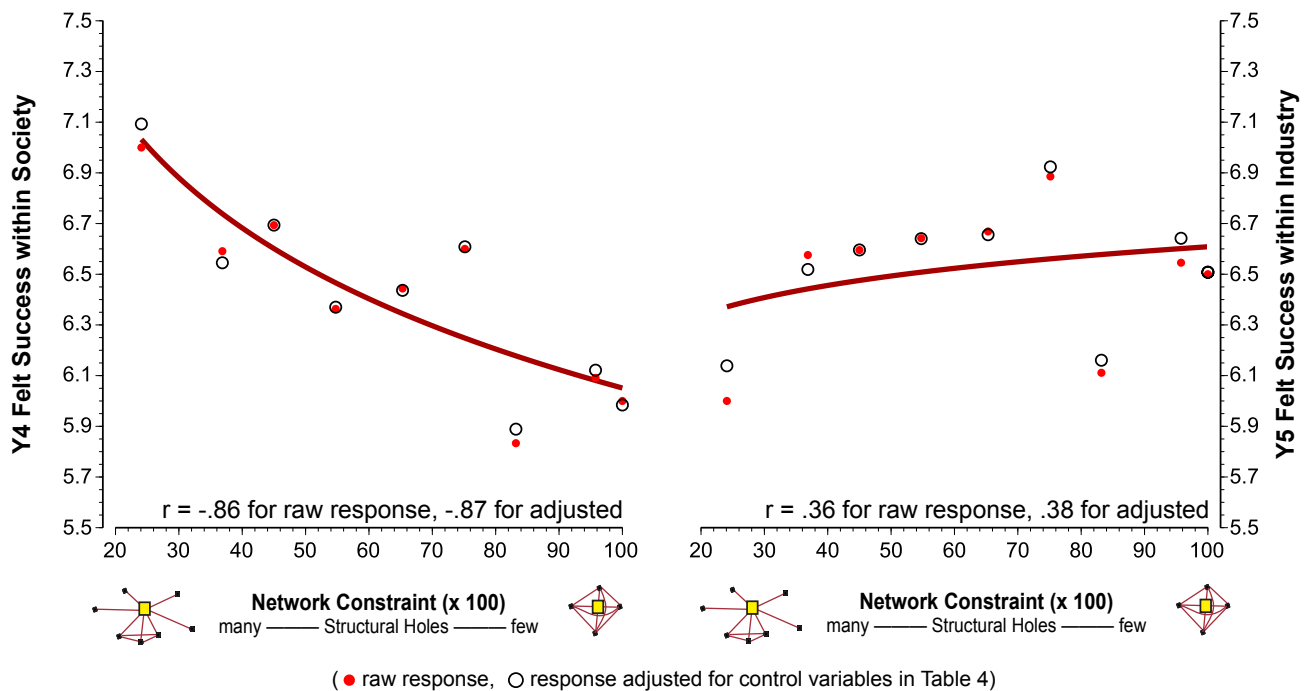 Y4 Felt Success within Society
7.5
7.3
7.1
6.9
6.7
6.5
6.3
6.1
5.9
5.7
5.5
r = -.86 for raw response, -.87 for adjusted
20 30 40 50 60 70 80 90 100
Network Constraint (x 100)
many ——— Structural Holes ——— few
Y5 Felt Success within Industry
7.5
7.3
7.1
6.9
6.7
6.5
6.3
6.1
5.9
5.7
5.5
r = .36 for raw response, .38 for adjusted
20 30 40 50 60 70 80 90 100
Network Constraint (x 100)
many ——— Structural Holes ——— few
( ● raw response, O response adjusted for control variables in Table 4)